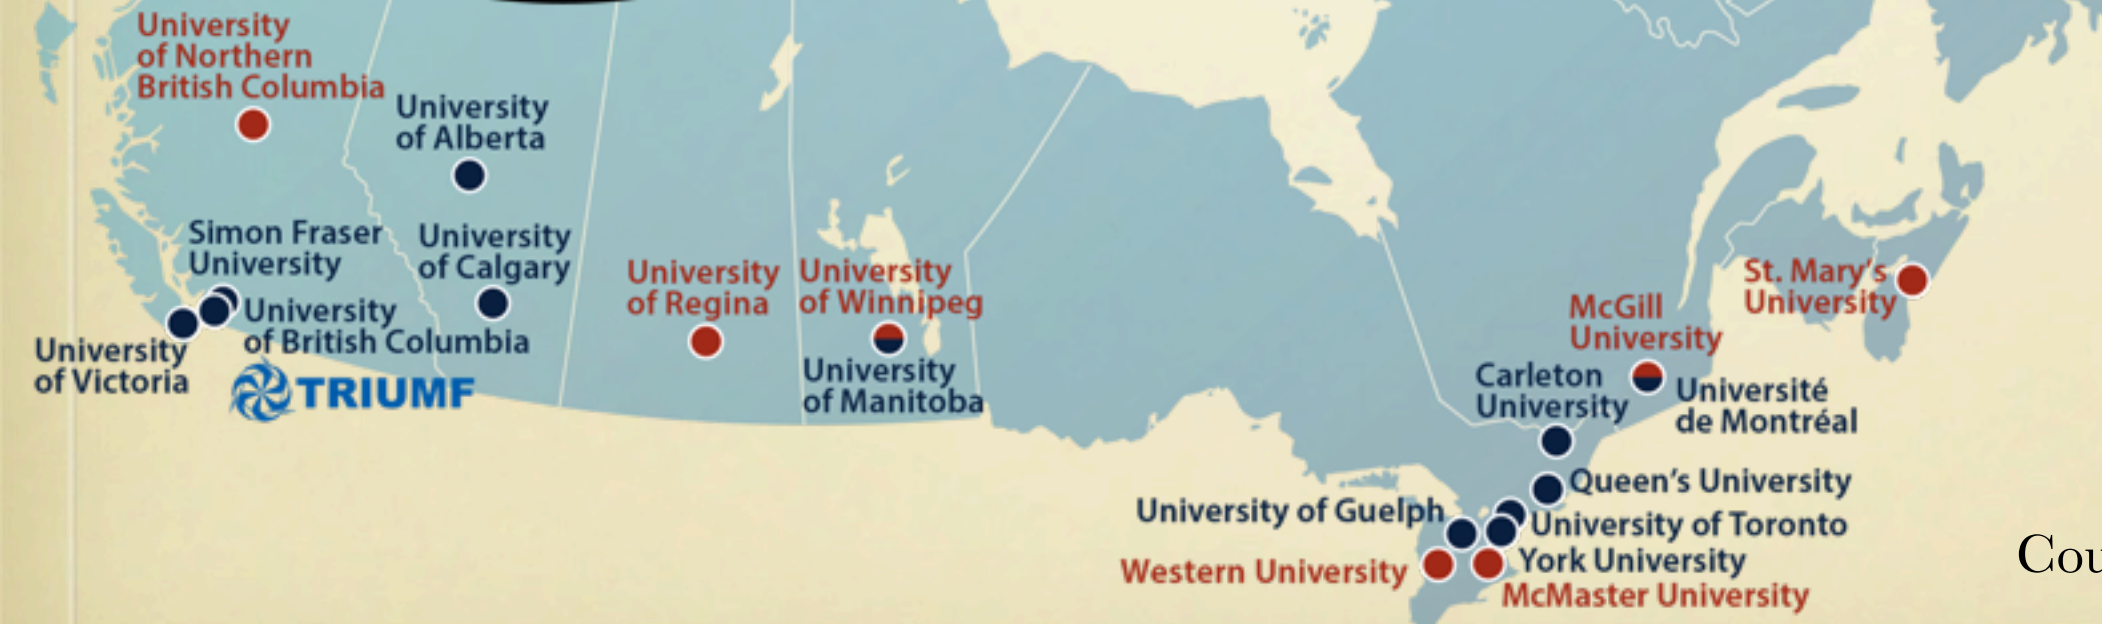 University
of Northern
British Columbia
University
of Alberta
Simon Fraser
University
University
of Calgary
University
of British Columbia
University
of Victoria
TRIUMF
University
of Regina
University
of Winnipeg
University
of Manitoba
St. Mary's
University
McGill
University
Carleton
University
Université
de Montréal
Queen's University
University of Guelph
University of Toronto
York University
Western University
McMaster University
Cou